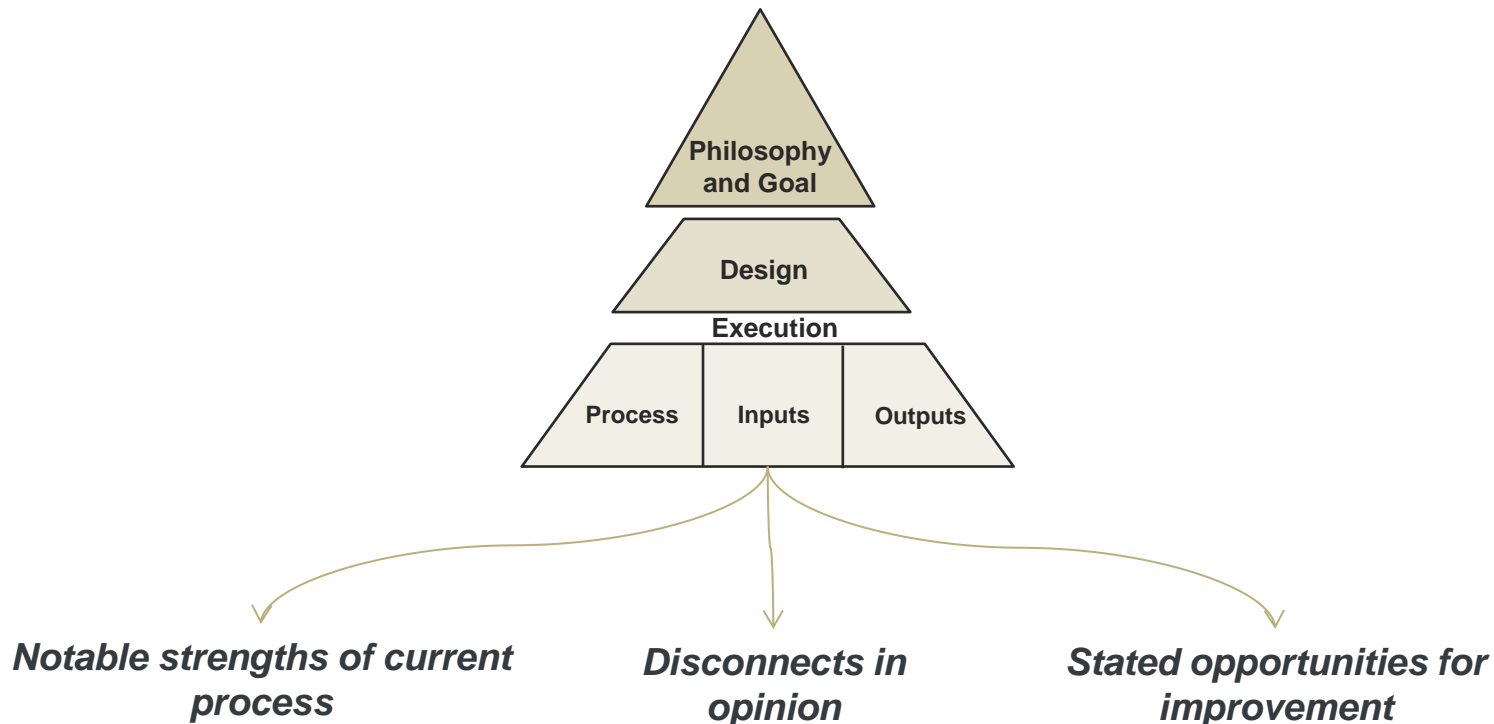 Philosophy
and Goal
Design
Execution
Process
Inputs
Outputs
Notable strengths of current
process
Disconnects in
opinion
Stated opportunities for
improvement